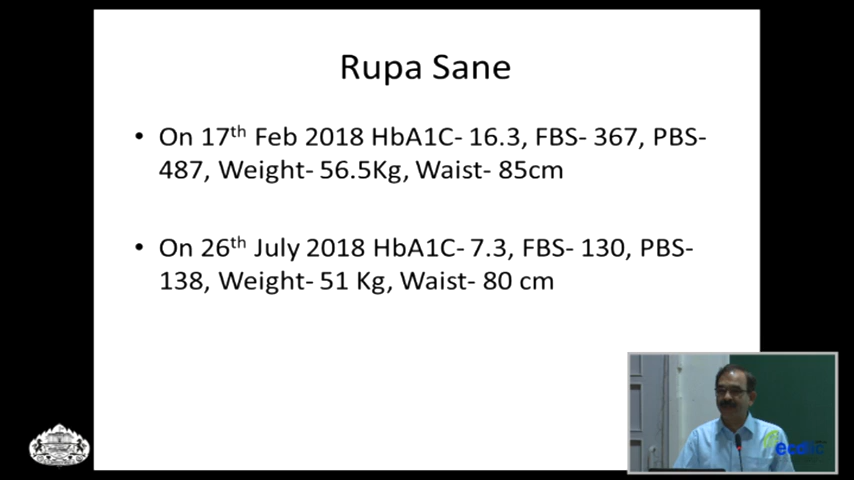 Rupa Sane
• On 17th Feb 2018 HbA1C- 16.3, FBS- 367, PBS-
487, Weight- 56.5Kg, Waist- 85cm
• On 26th July 2018 HbA1C- 7.3, FBS- 130, PBS-
138, Weight- 51 Kg, Waist- 80 cm